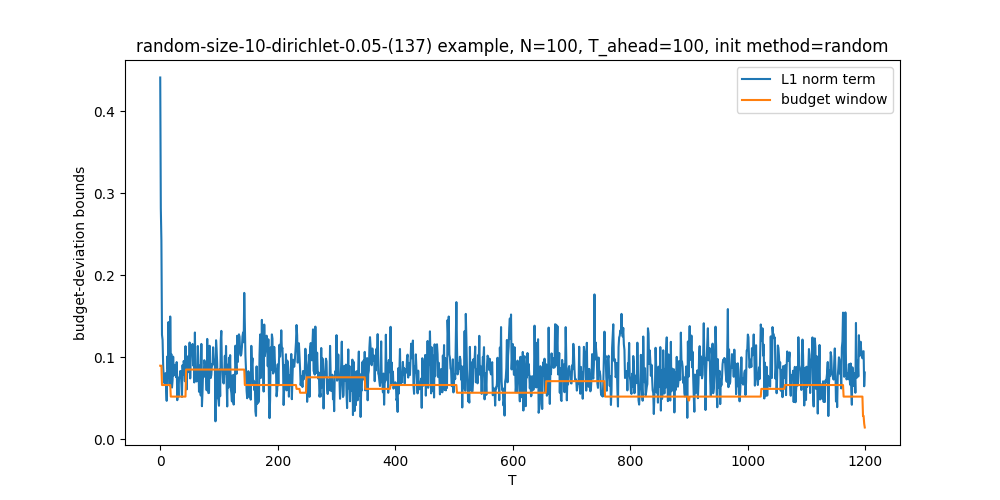 random-size-10-dirichlet-0.05-(137) example, N=100, T_ahead=100, init method=random
L1 norm term
budget window
budget-deviation bounds
0.4
0.3
0.2
0.1
0.0
0 200 400 600 800 1000 1200
T